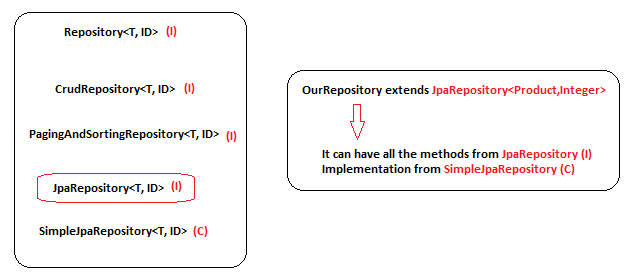 Repository<T, ID> (I)
CrudRepository<T, ID> (I)
PagingAndSortingRepository<T, ID> (I)
JpaRepository<T, ID> (I)
SimpleJpaRepository<T, ID> (C)
OurRepository extends JpaRepository<Product,Integer>
It can have all the methods from JpaRepository (I)
Implementation from SimpleJpaRepository (C)